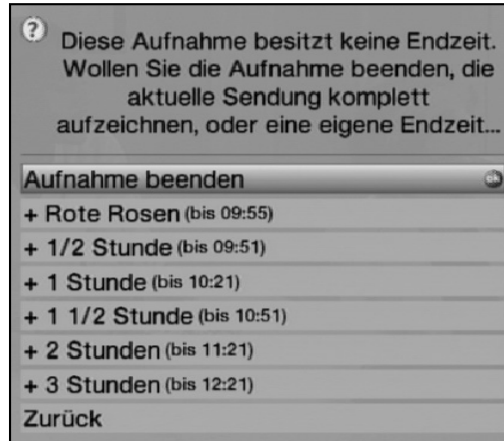 ?
Diese Aufnahme besitzt keine Endzeit.
Wollen Sie die Aufnahme beenden, die
aktuelle Sendung komplett
aufzeichnen, oder eine eigene Endzeit...
Aufnahme beenden ok
+ Rote Rosen (bis 09:55)
+ 1/2 Stunde (bis 09:51)
+ 1 Stunde (bis 10:21)
+ 1 1/2 Stunde (bis 10:51)
+ 2 Stunden (bis 11:21)
+ 3 Stunden (bis 12:21)
Zurück